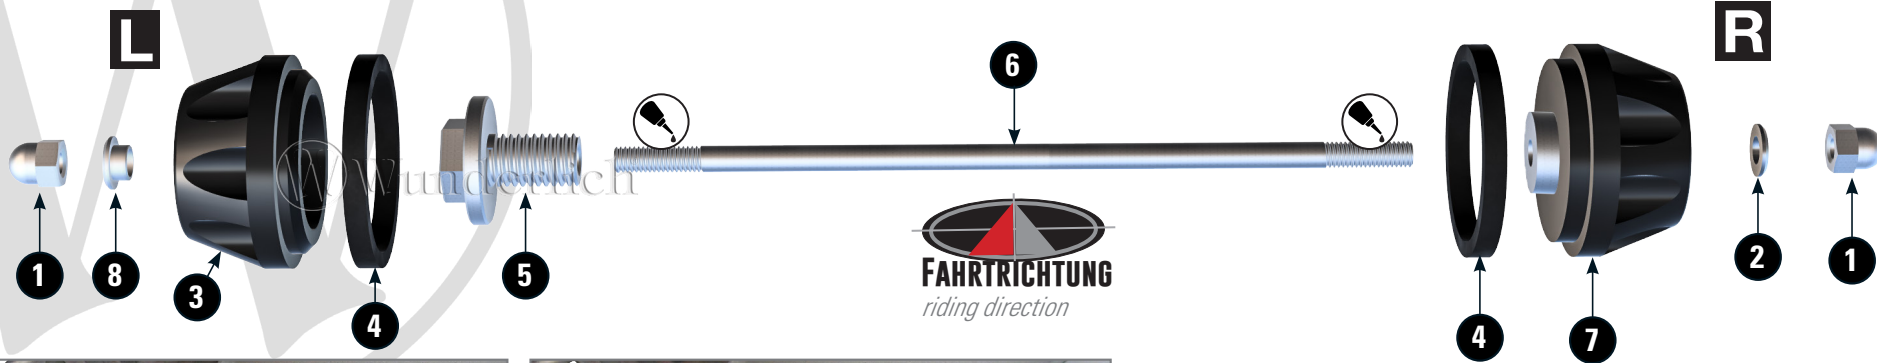 L
R
6
Wunderlich
1
8
3
4
5
FAHRTRICHTUNG
riding direction
4
7
2
1